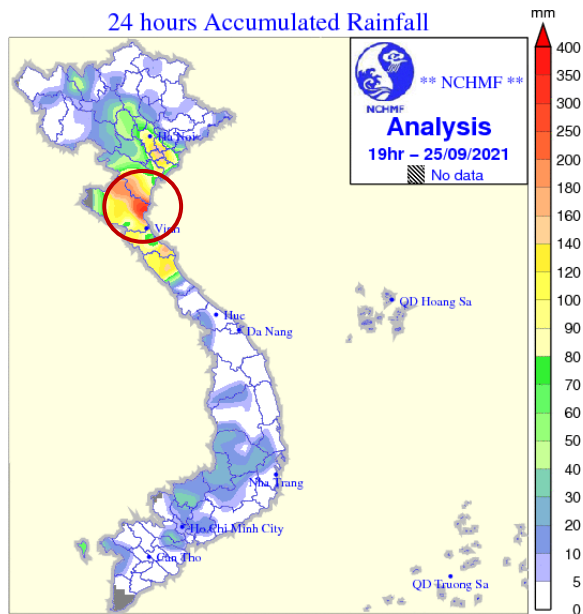 24 hours Accumulated Rainfall
mm
NCHMF
** NCHMF **
Analysis
19hr – 25/09/2021
No data
400
350
300
250
200
160
140
120
100
90
80
70
60
50
40
30
20
10
5
0
Ha Noi
Vinh
Hue
Da Nang
QD Hoang Sa
Nha Trang
Ho Chi Minh City
Can Tho
QD Truong Sa